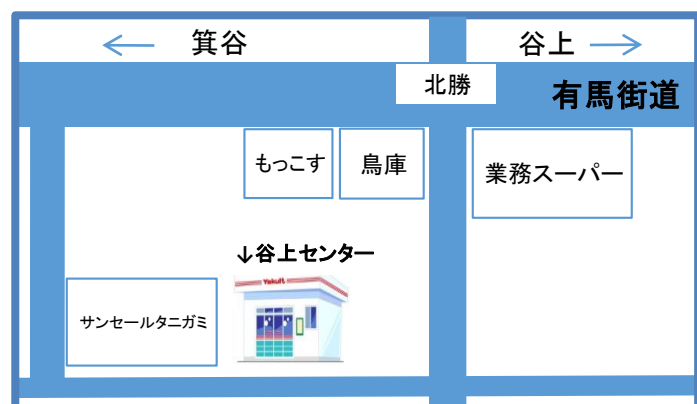 ← 箕谷
谷上 →
北勝
有馬街道
もっこす
鳥庫
業務スーパー
↓谷上センター
Yakult
サンセールタニガミ